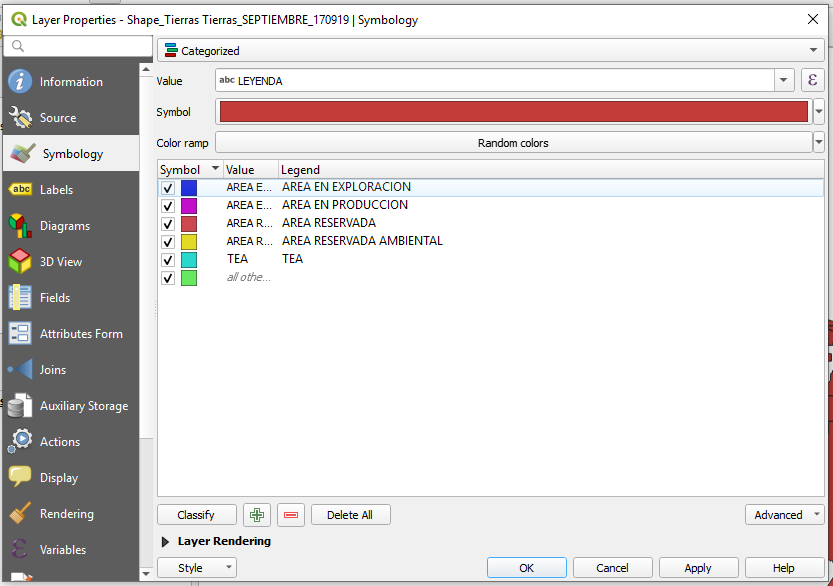 Layer Properties - Shape_Tierras Tierras_SEPTIEMBRE_170919 | Symbology
Information
Source
Symbology
abc Labels
Diagrams
3D View
Fields
Attributes Form
Joins
Auxiliary Storage
Actions
Display
Rendering
Variables
Categorized
Value abc LEYENDA ε
Symbol
Color ramp Random colors
Symbol Value Legend
AREA E... AREA EN EXPLORACION
AREA E... AREA EN PRODUCCION
AREA R... AREA RESERVADA
AREA R... AREA RESERVADA AMBIENTAL
TEA TEA
all othe...
Classify Delete All Advanced
Layer Rendering
Style OK Cancel Apply Help